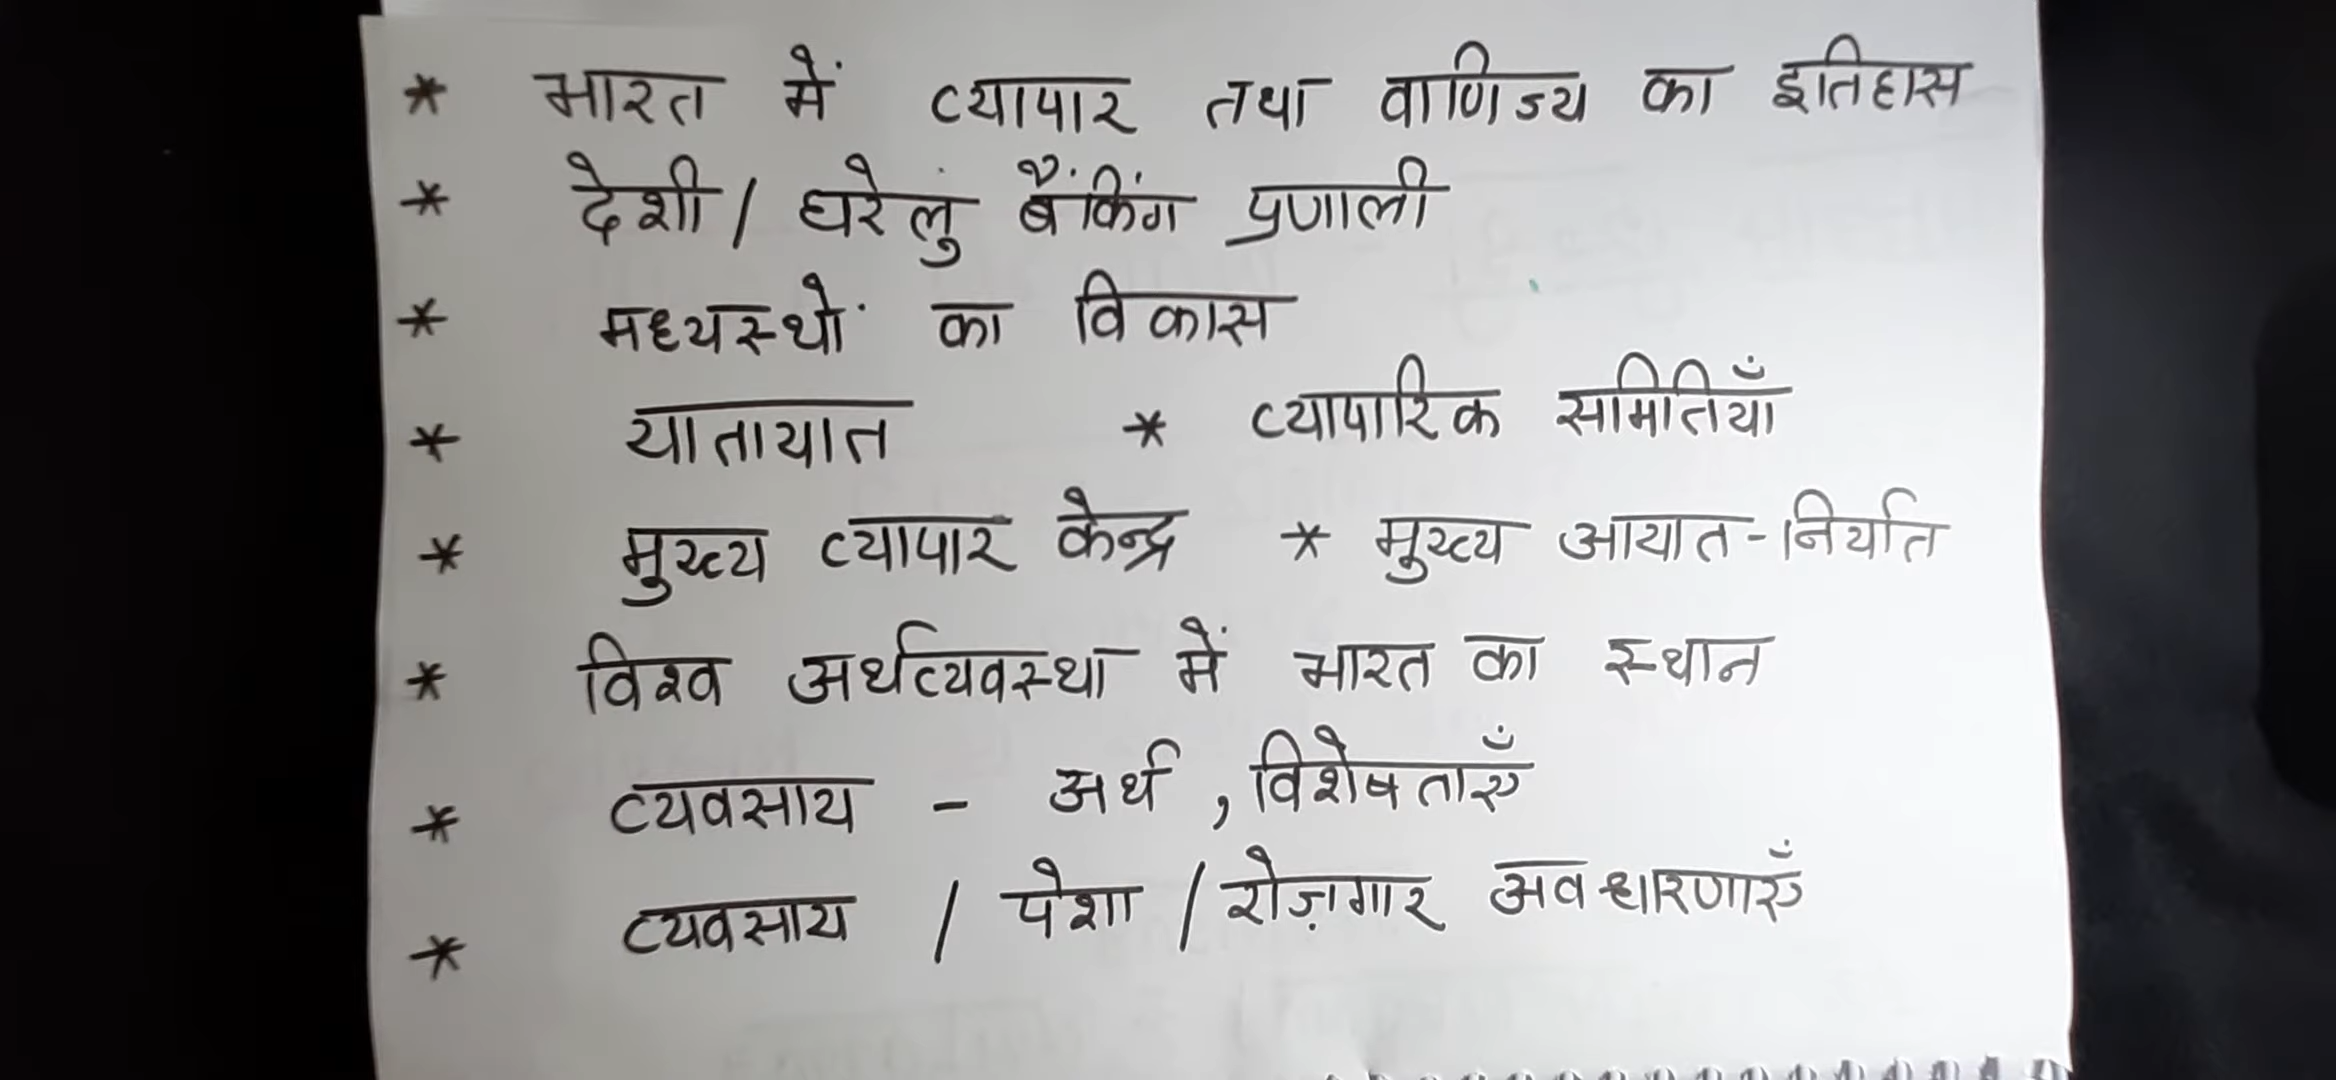 * भारत में व्यापार तथा वाणिज्य का इतिहास
* देशी / घरेलु बैंकिंग प्रणाली
* मध्यस्थों का विकास
* यातायात * व्यापारिक समितियाँ
* मुख्य व्यापार केन्द्र * मुख्य आयात-निर्यात
* विश्व अर्थव्यवस्था में भारत का स्थान
* व्यवसाय - अर्थ , विशेषताएँ
* व्यवसाय / पेशा / रोज़गार अवधारणाएँ